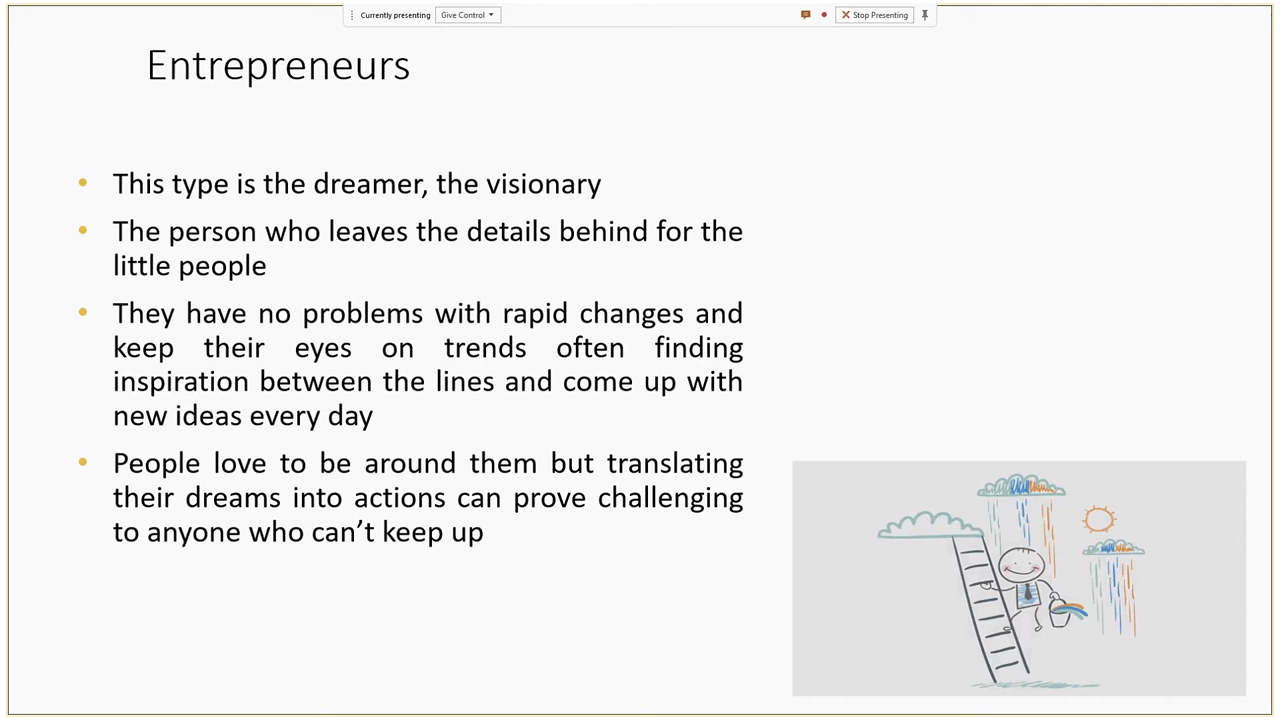 Currently presenting Give Control Stop Presenting
Entrepreneurs
• This type is the dreamer, the visionary
• The person who leaves the details behind for the
little people
• They have no problems with rapid changes and
keep their eyes on trends often finding
inspiration between the lines and come up with
new ideas every day
• People love to be around them but translating
their dreams into actions can prove challenging
to anyone who can’t keep up